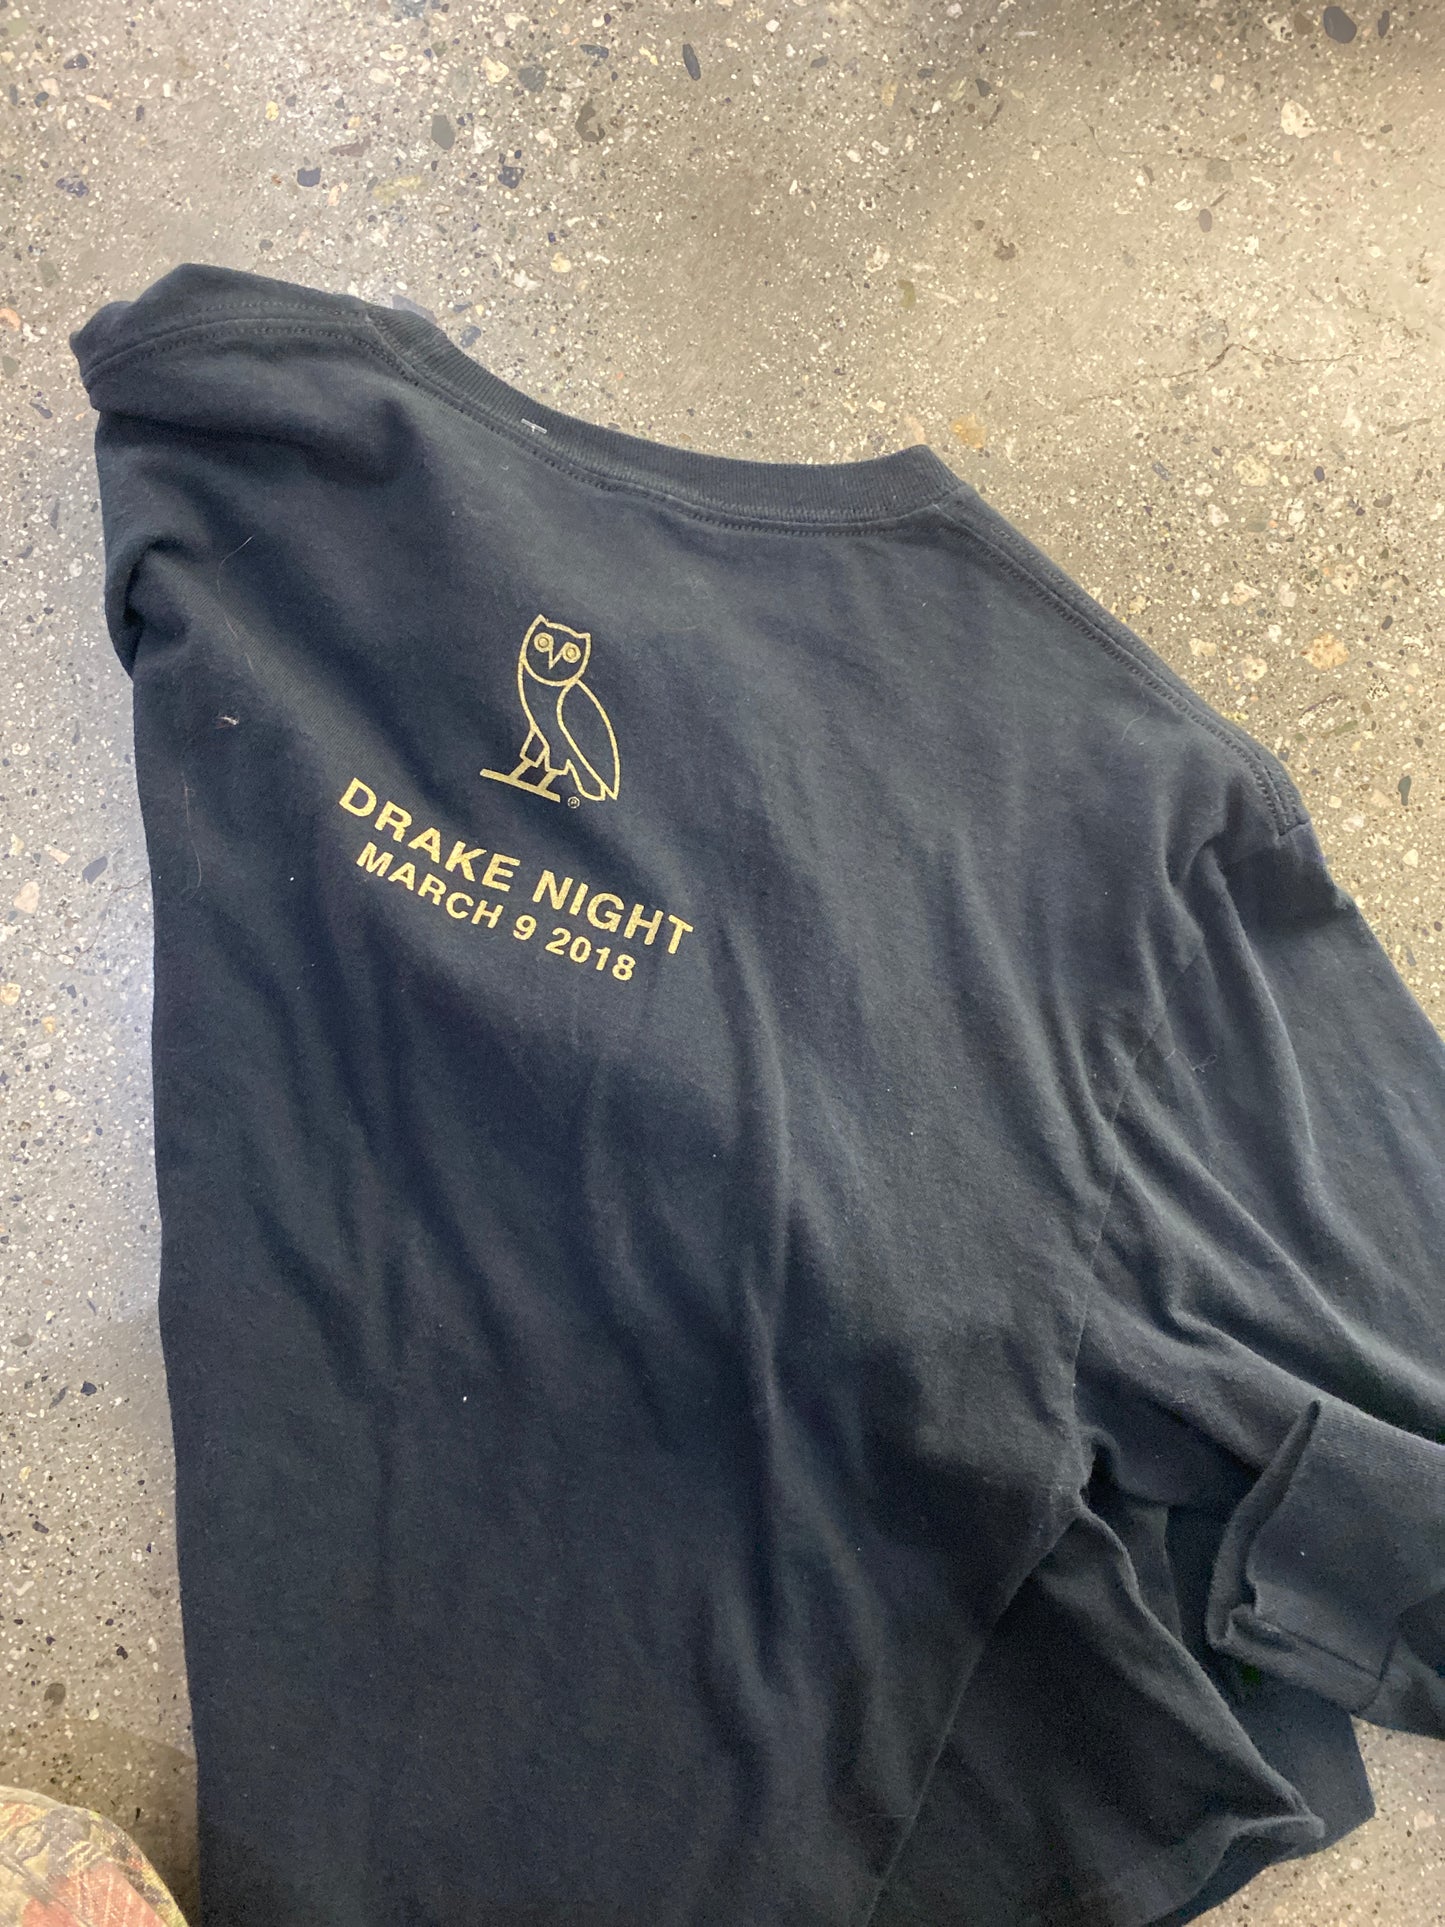 ®
DRAKE NIGHT
MARCH 9 2018